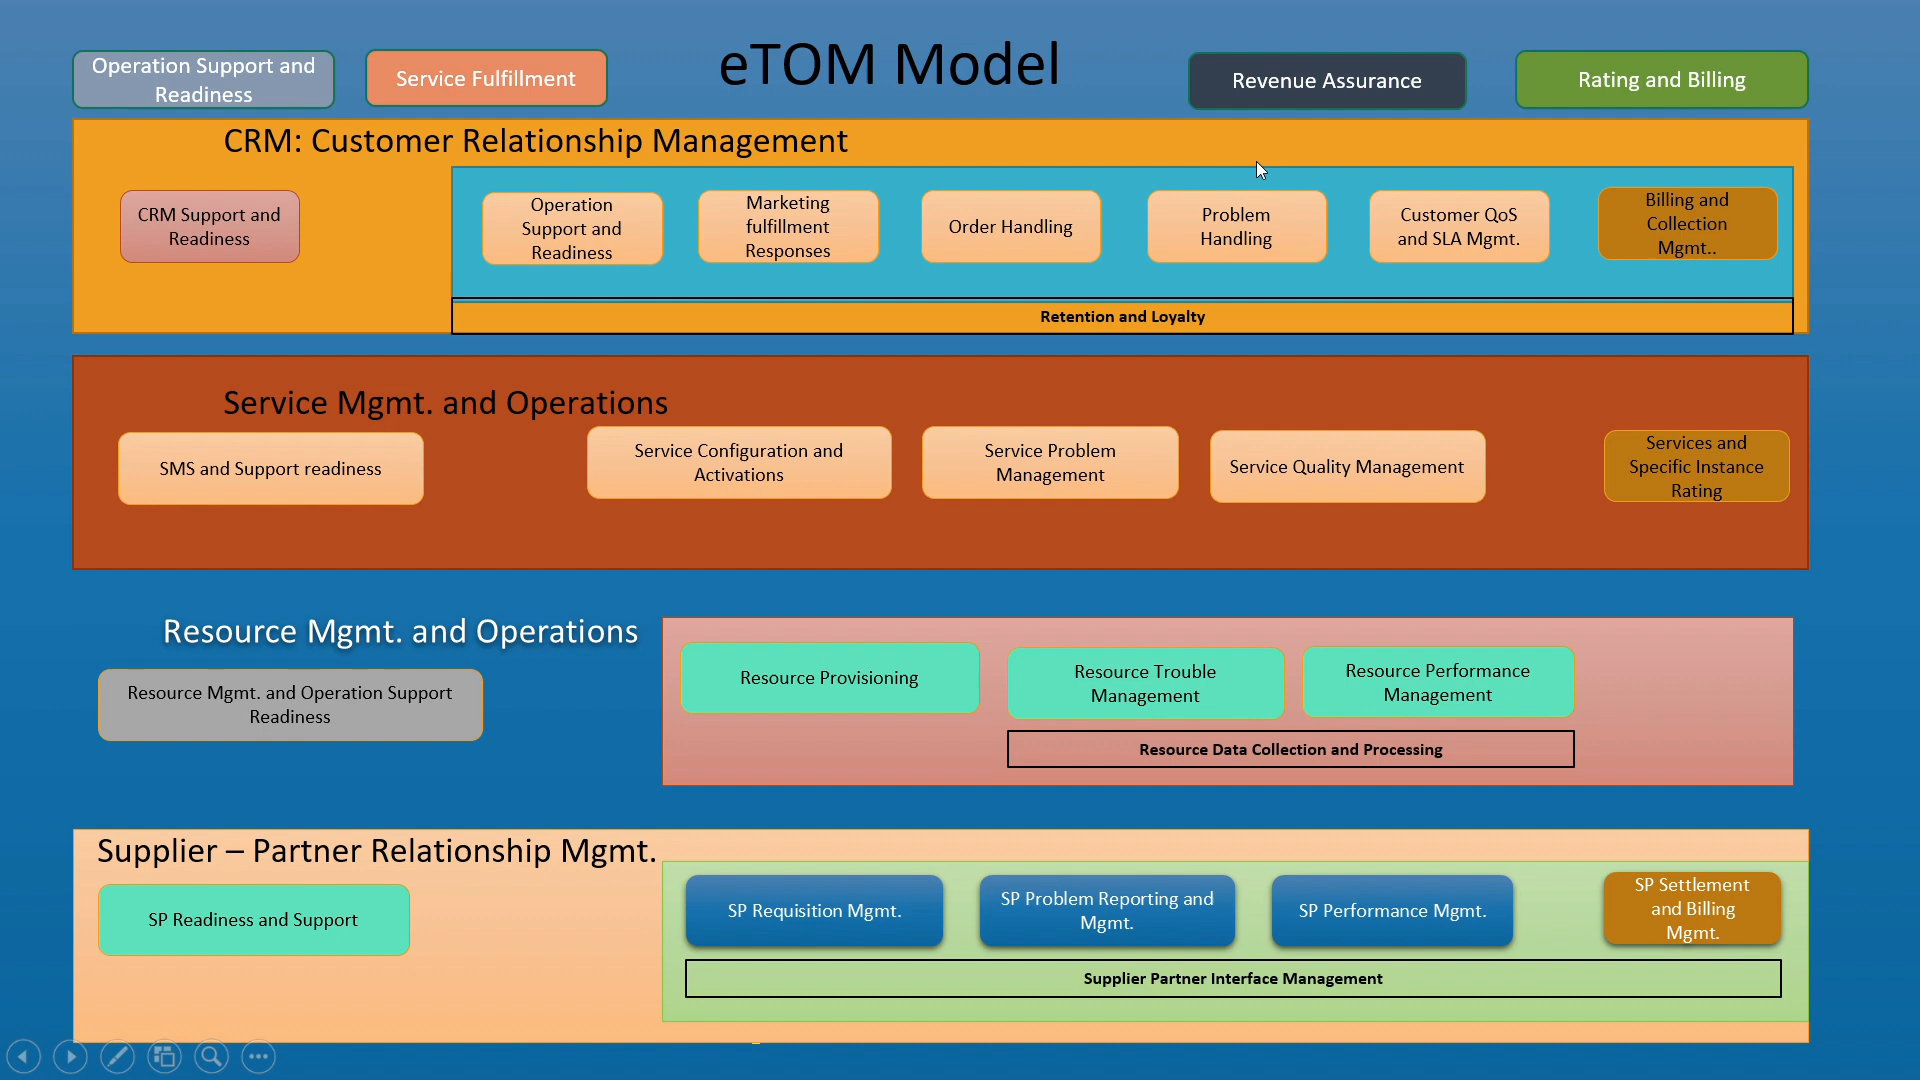 eTOM Model
Operation Support and
Readiness
Service Fulfillment
Revenue Assurance
Rating and Billing
CRM: Customer Relationship Management
CRM Support and
Readiness
Operation
Support and
Readiness
Marketing
fulfillment
Responses
Order Handling
Problem
Handling
Customer QoS
and SLA Mgmt.
Billing and
Collection
Mgmt..
Retention and Loyalty
Service Mgmt. and Operations
SMS and Support readiness
Service Configuration and
Activations
Service Problem
Management
Service Quality Management
Services and
Specific Instance
Rating
Resource Mgmt. and Operations
Resource Mgmt. and Operation Support
Readiness
Resource Provisioning
Resource Trouble
Management
Resource Performance
Management
Resource Data Collection and Processing
Supplier – Partner Relationship Mgmt.
SP Readiness and Support
SP Requisition Mgmt.
SP Problem Reporting and
Mgmt.
SP Performance Mgmt.
SP Settlement
and Billing
Mgmt.
Supplier Partner Interface Management